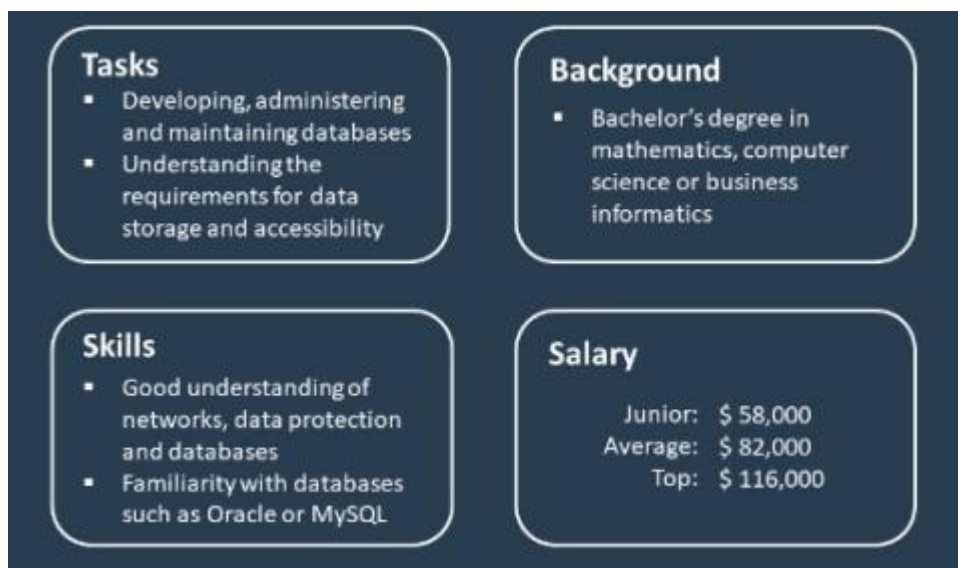 Tasks
▪ Developing, administering
and maintaining databases
▪ Understanding the
requirements for data
storage and accessibility
Background
▪ Bachelor's degree in
mathematics, computer
science or business
informatics
Skills
▪ Good understanding of
networks, data protection
and databases
▪ Familiarity with databases
such as Oracle or MySQL
Salary
Junior: $ 58,000
Average: $ 82,000
Top: $ 116,000